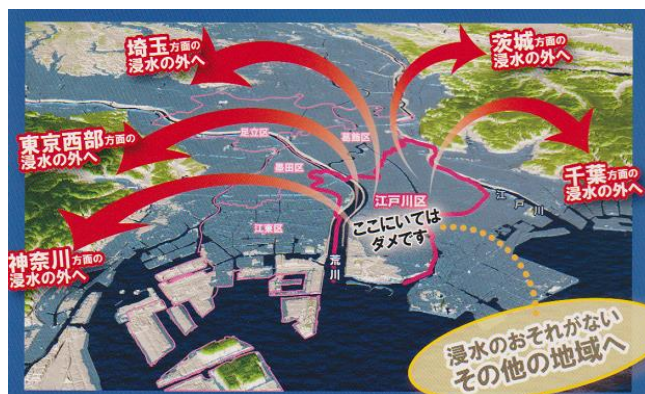 埼玉方面の
浸水の外へ
茨城方面の
浸水の外へ
東京西部方面の
浸水の外へ
千葉方面の
浸水の外へ
神奈川方面の
浸水の外へ
足立区
葛飾区
墨田区
江戸川区
江東区
荒川
江戸川
ここにいては
ダメです
浸水のおそれがない
その他の地域へ